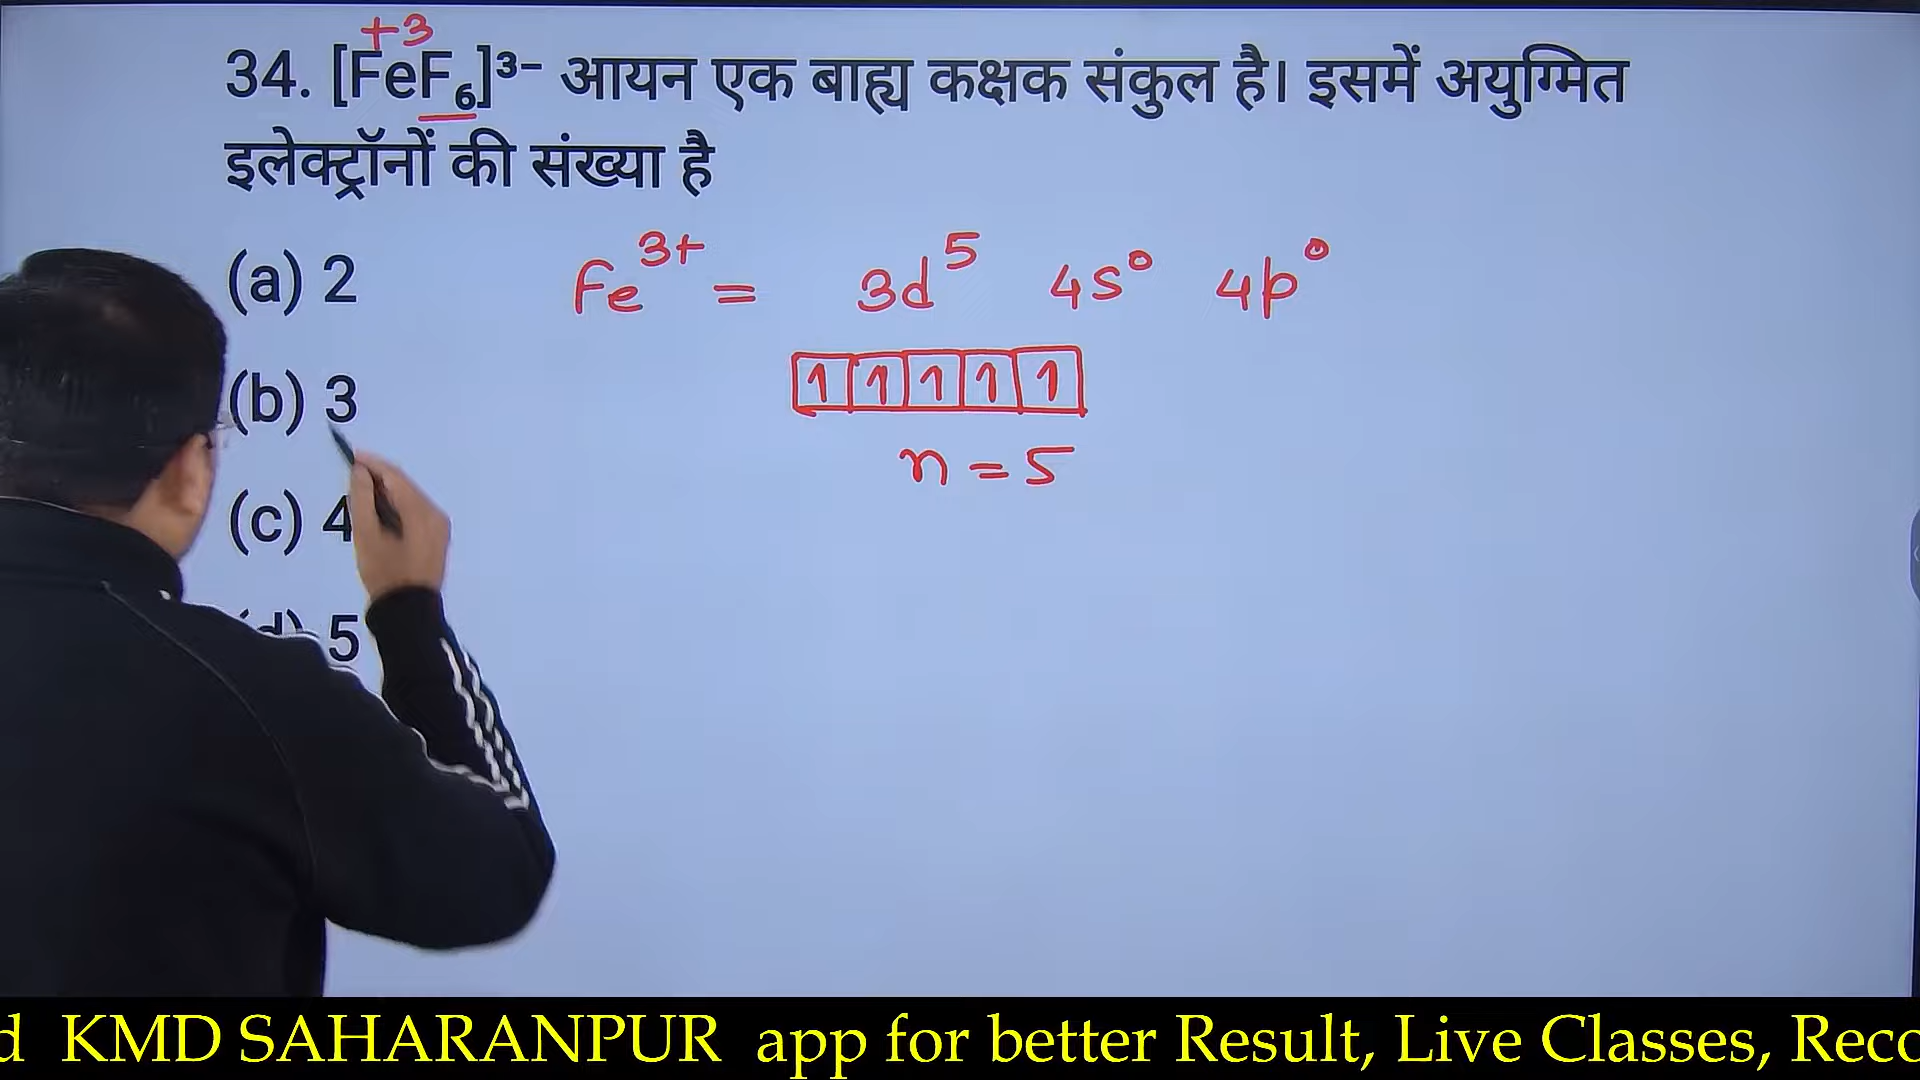 +3
34. [FeF₆]³⁻ आयन एक बाह्य कक्षक संकुल है। इसमें अयुग्मित
इलेक्ट्रॉनों की संख्या है
(a) 2
Fe³⁺ = 3d⁵ 4s⁰ 4p⁰
(b) 3
1 1 1 1 1
n = 5
(c) 4
(d) 5
d KMD SAHARANPUR app for better Result, Live Classes, Reco